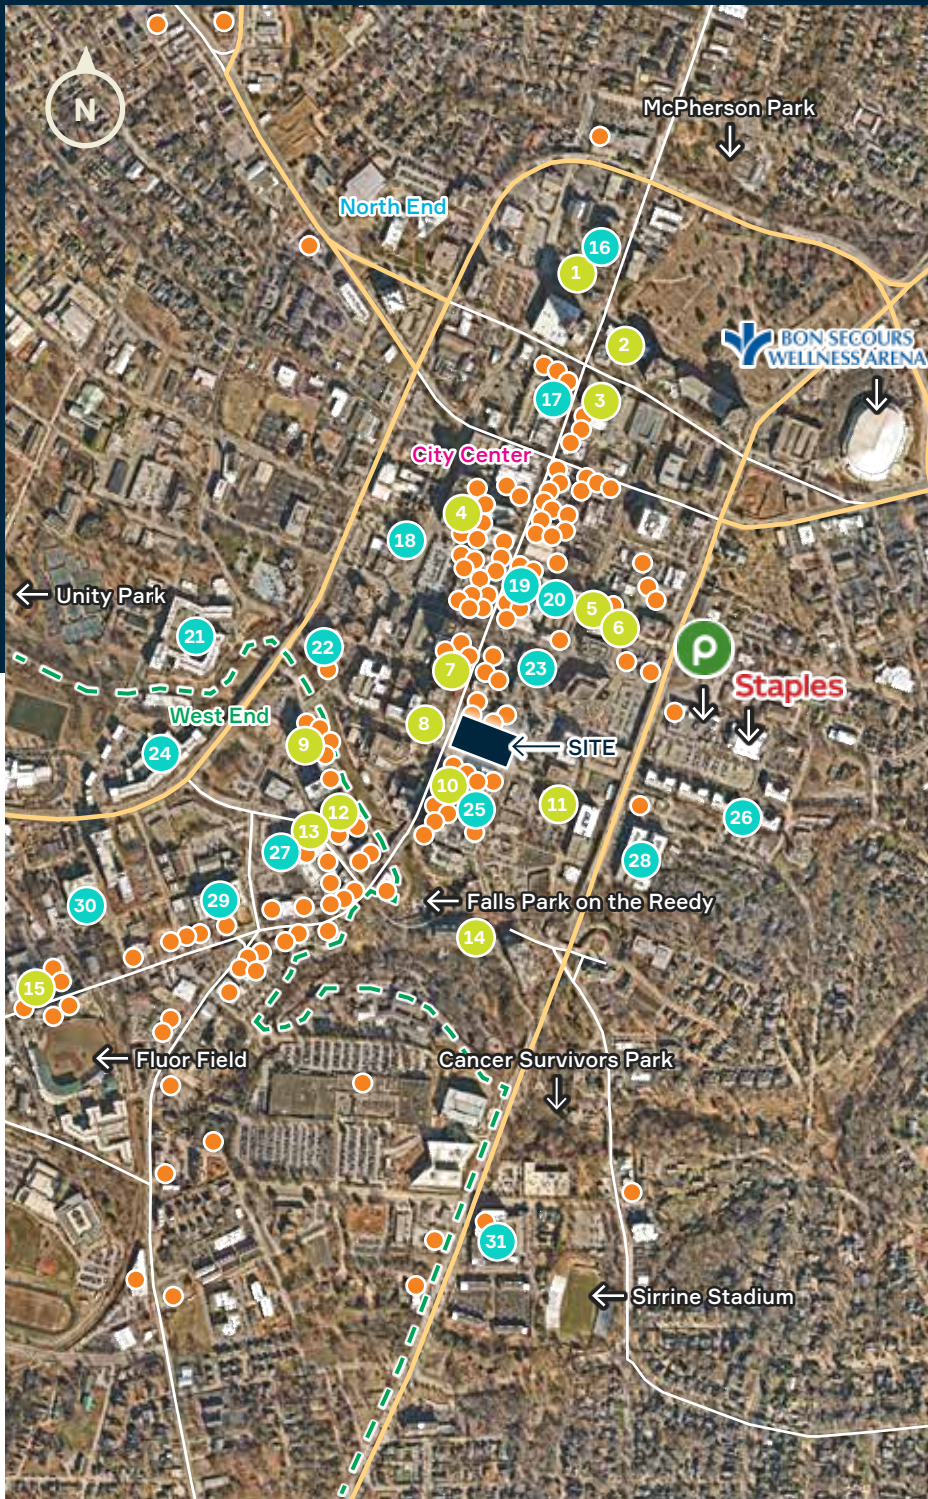 McPherson Park
N
North End
16
1
2
BON SECOURS
WELLNESS ARENA
17
3
City Center
4
18
19
20
5
6
Unity Park
21
22
7
23
P
Staples
West End
8
9
SITE
24
10
25
11
26
12
13
27
28
30
29
Falls Park on the Reedy
14
15
Fluor Field
Cancer Survivors Park
31
Sirrine Stadium